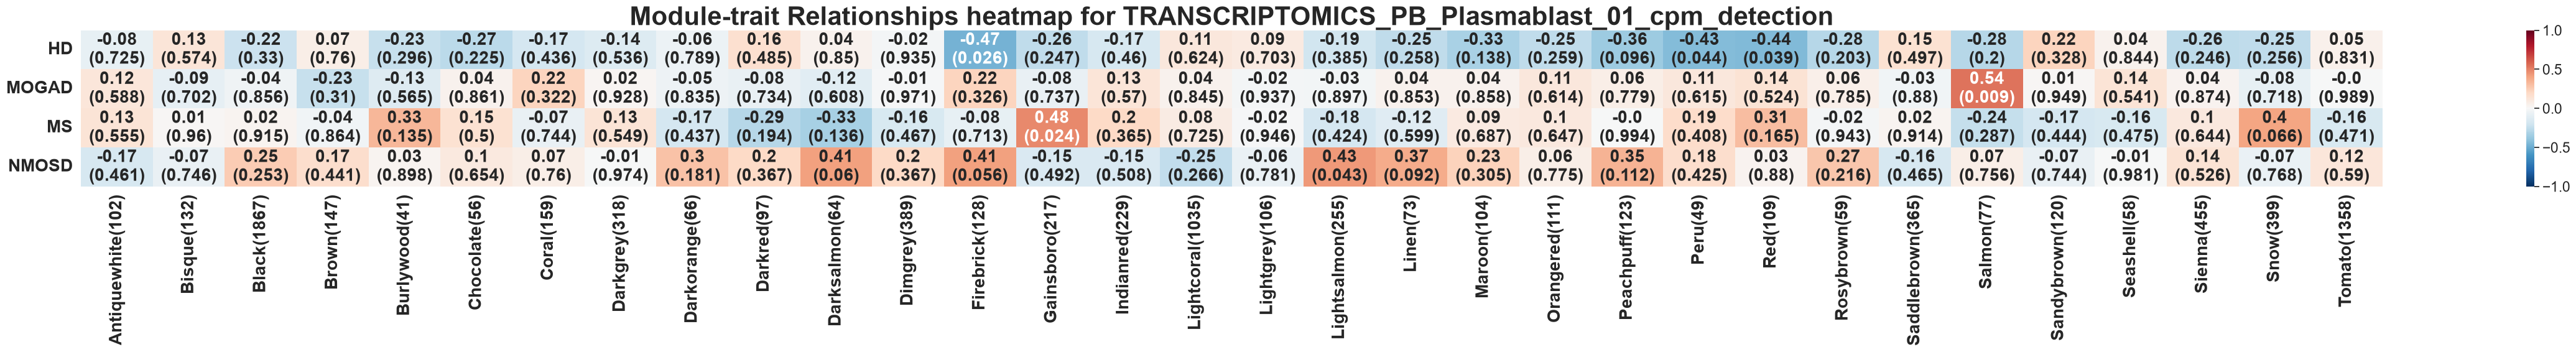 Module-trait Relationships heatmap for TRANSCRIPTOMICS_PB_Plasmablast_01_cpm_detection
HD
-0.08 0.13 -0.22 0.07 -0.23 -0.27 -0.17 -0.14 -0.06 0.16 0.04 -0.02 -0.47 -0.26 -0.17 0.11 0.09 -0.19 -0.25 -0.33 -0.25 -0.36 -0.43 -0.44 -0.28 0.15 -0.28 0.22 0.04 -0.26 -0.25 0.05
(0.725) (0.574) (0.33) (0.76) (0.296) (0.225) (0.436) (0.536) (0.789) (0.485) (0.85) (0.935) (0.026) (0.247) (0.46) (0.624) (0.703) (0.385) (0.258) (0.138) (0.259) (0.096) (0.044) (0.039) (0.203) (0.497) (0.2) (0.328) (0.844) (0.246) (0.256) (0.831)
MOGAD
0.12 -0.09 -0.04 -0.23 -0.13 0.04 0.22 0.02 -0.05 -0.08 -0.12 -0.01 0.22 -0.08 0.13 0.04 -0.02 -0.03 0.04 0.04 0.11 0.06 0.11 0.14 0.06 -0.03 0.54 0.01 0.14 0.04 -0.08 -0.0
(0.588) (0.702) (0.856) (0.31) (0.565) (0.861) (0.322) (0.928) (0.835) (0.734) (0.608) (0.971) (0.326) (0.737) (0.57) (0.845) (0.937) (0.897) (0.853) (0.858) (0.614) (0.779) (0.615) (0.524) (0.785) (0.88) (0.009) (0.949) (0.541) (0.874) (0.718) (0.989)
MS
0.13 0.01 0.02 -0.04 0.33 0.15 -0.07 0.13 -0.17 -0.29 -0.33 -0.16 -0.08 0.48 0.2 0.08 -0.02 -0.18 -0.12 0.09 0.1 -0.0 0.19 0.31 -0.02 0.02 -0.24 -0.17 -0.16 0.1 0.4 -0.16
(0.555) (0.96) (0.915) (0.864) (0.135) (0.5) (0.744) (0.549) (0.437) (0.194) (0.136) (0.467) (0.713) (0.024) (0.365) (0.725) (0.946) (0.424) (0.599) (0.687) (0.647) (0.994) (0.408) (0.165) (0.943) (0.914) (0.287) (0.444) (0.475) (0.644) (0.066) (0.471)
NMOSD
-0.17 -0.07 0.25 0.17 0.03 0.1 0.07 -0.01 0.3 0.2 0.41 0.2 0.41 -0.15 -0.15 -0.25 -0.06 0.43 0.37 0.23 0.06 0.35 0.18 0.03 0.27 -0.16 0.07 -0.07 -0.01 0.14 -0.07 0.12
(0.461) (0.746) (0.253) (0.441) (0.898) (0.654) (0.76) (0.974) (0.181) (0.367) (0.06) (0.367) (0.056) (0.492) (0.508) (0.266) (0.781) (0.043) (0.092) (0.305) (0.775) (0.112) (0.425) (0.88) (0.216) (0.465) (0.756) (0.744) (0.981) (0.526) (0.768) (0.59)
Antiquewhite(102)
Bisque(132)
Black(1867)
Brown(147)
Burlywood(41)
Chocolate(56)
Coral(159)
Darkgrey(318)
Darkorange(66)
Darkred(97)
Darksalmon(64)
Dimgrey(389)
Firebrick(128)
Gainsboro(217)
Indianred(229)
Lightcoral(1035)
Lightgrey(106)
Lightsalmon(255)
Linen(73)
Maroon(104)
Orangered(111)
Peachpuff(123)
Peru(49)
Red(109)
Rosybrown(59)
Saddlebrown(365)
Salmon(77)
Sandybrown(120)
Seashell(58)
Sienna(455)
Snow(399)
Tomato(1358)
1.0
0.5
0.0
−0.5
−1.0